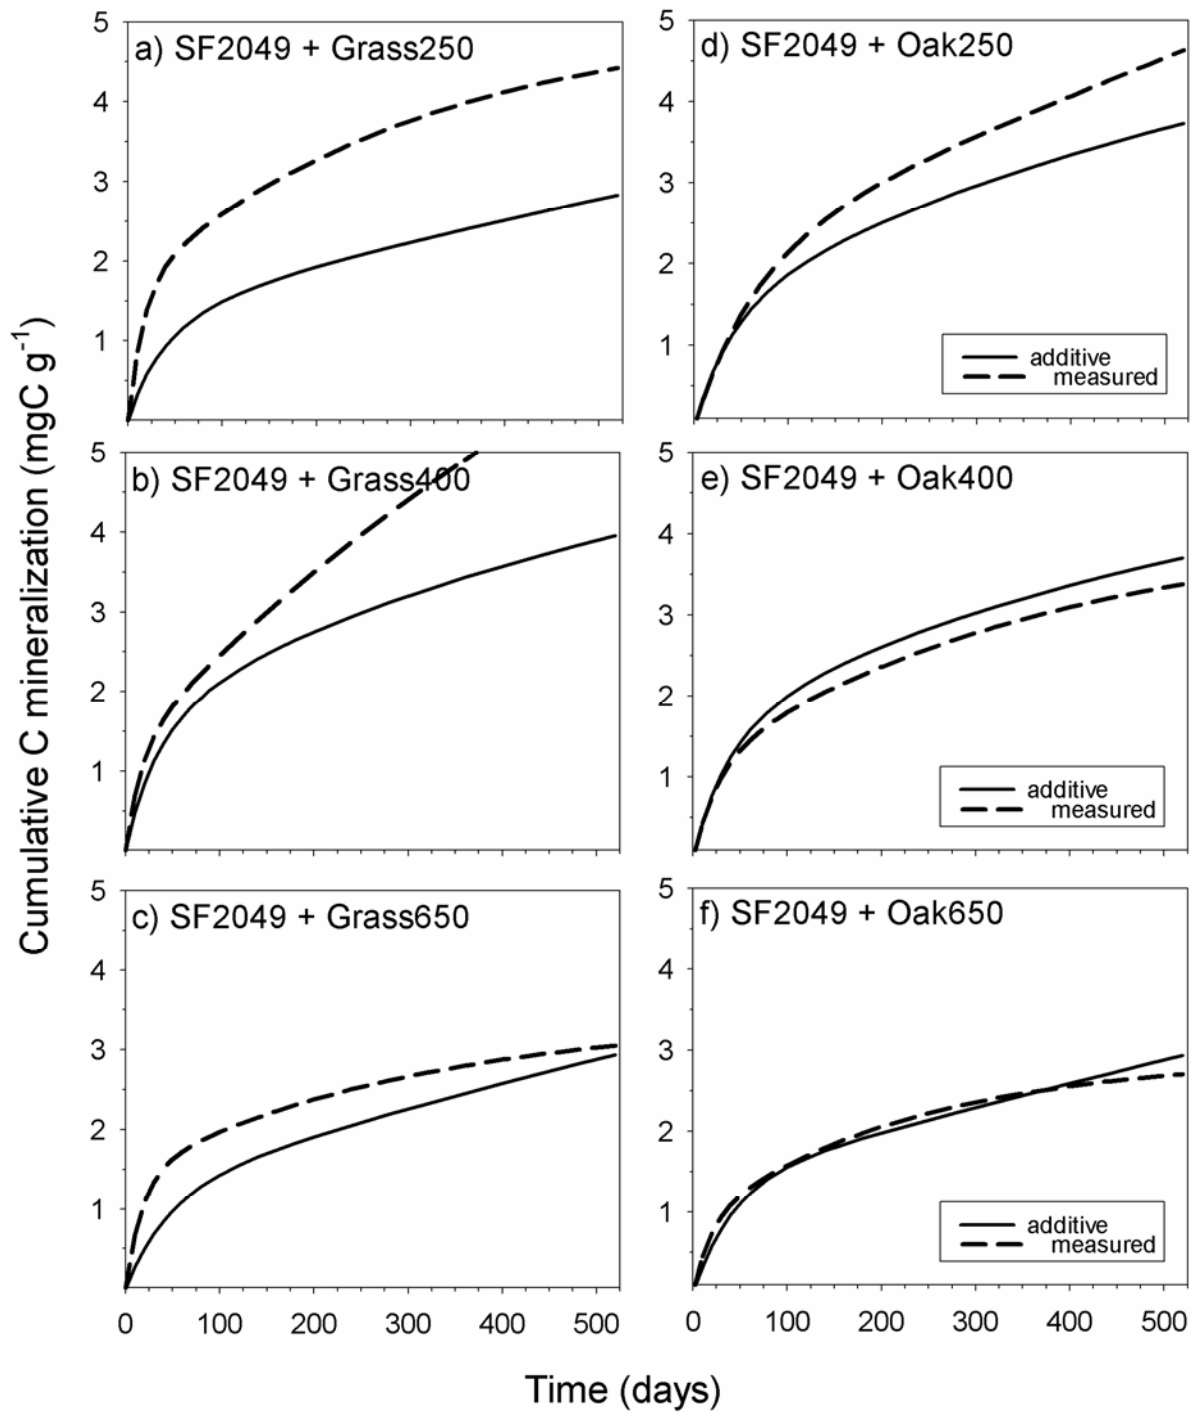 Cumulative C mineralization (mgC g⁻¹)
a) SF2049 + Grass250
5
4
3
2
1
d) SF2049 + Oak250
5
4
3
2
1
additive
measured
b) SF2049 + Grass400
5
4
3
2
1
e) SF2049 + Oak400
5
4
3
2
1
additive
measured
c) SF2049 + Grass650
5
4
3
2
1
0 100 200 300 400 500
f) SF2049 + Oak650
5
4
3
2
1
additive
measured
0 100 200 300 400 500
Time (days)